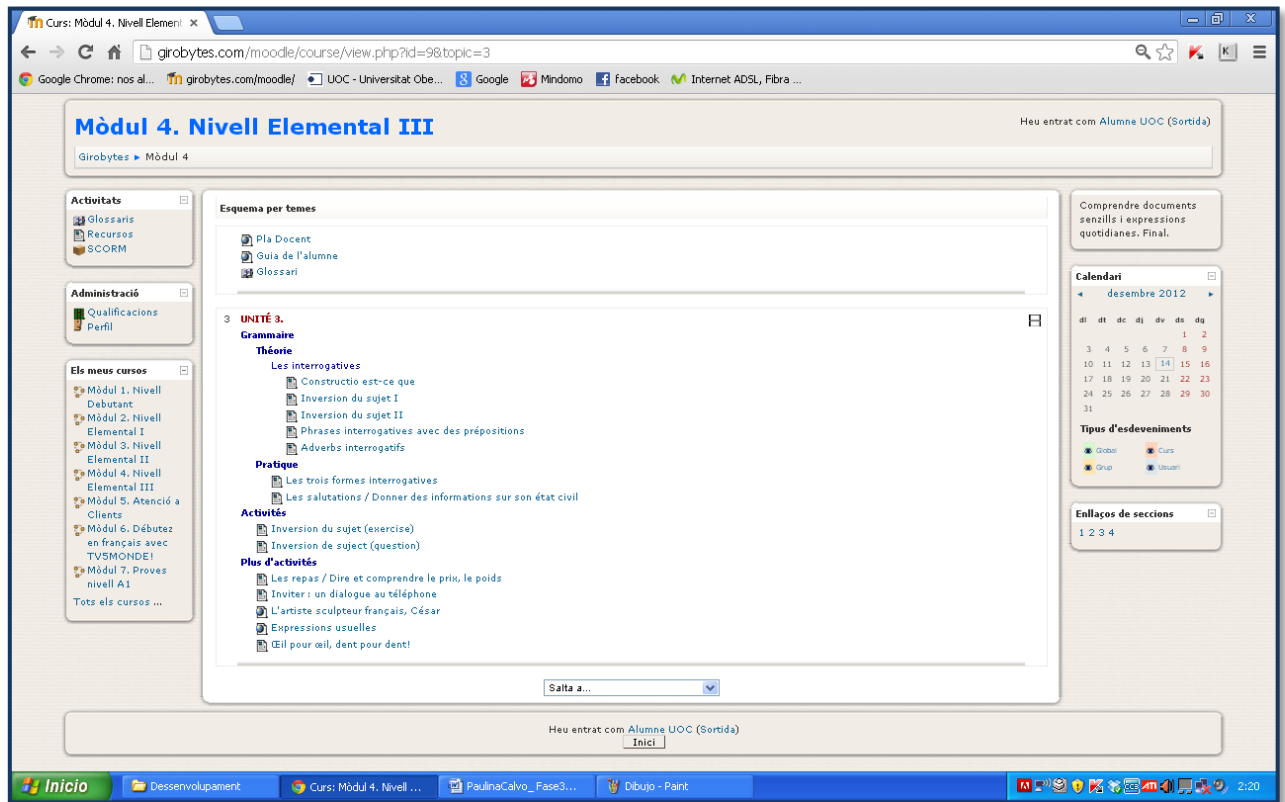 Curs: Mòdul 4. Nivell Element
girobytes.com/moodle/course/view.php?id=9&topic=3
Google Chrome: nos al... girobytes.com/moodle/ UOC - Universitat Obe... Google Mindomo facebook Internet ADSL, Fibra ...
Mòdul 4. Nivell Elemental III
Heu entrat com Alumne UOC (Sortida)
Girobytes ► Mòdul 4
Activitats
Glossaris
Recursos
SCORM
Administració
Qualificacions
Perfil
Els meus cursos
Mòdul 1. Nivell
Debutant
Mòdul 2. Nivell
Elemental I
Mòdul 3. Nivell
Elemental II
Mòdul 4. Nivell
Elemental III
Mòdul 5. Atenció a
Clients
Mòdul 6. Débutez
en français avec
TV5MONDE!
Mòdul 7. Proves
nivell A1
Tots els cursos ...
Esquema per temes
Pla Docent
Guia de l'alumne
Glossari
3 UNITÉ 3.
Grammaire
Théorie
Les interrogatives
Constructio est-ce que
Inversion du sujet I
Inversion du sujet II
Phrases interrogatives avec des prépositions
Adverbs interrogatifs
Pratique
Les trois formes interrogatives
Les salutations / Donner des informations sur son état civil
Activités
Inversion du sujet (exercise)
Inversion de suject (question)
Plus d'activités
Les repas / Dire et comprendre le prix, le poids
Inviter : un dialogue au téléphone
L'artiste sculpteur français, César
Expressions usuelles
Œil pour œil, dent pour dent!
Salta a...
Comprendre documents
senzills i expressions
quotidianes. Final.
Calendari
◄ desembre 2012 ►
dl dt dc dj dv ds dg
1 2
3 4 5 6 7 8 9
10 11 12 13 14 15 16
17 18 19 20 21 22 23
24 25 26 27 28 29 30
31
Tipus d'esdeveniments
Global Curs
Grup Usuari
Enllaços de seccions
1 2 3 4
Heu entrat com Alumne UOC (Sortida)
Inici
Inicio Dessenvolupament Curs: Mòdul 4. Nivell ... PaulinaCalvo_ Fase3... Dibujo - Paint 2:20